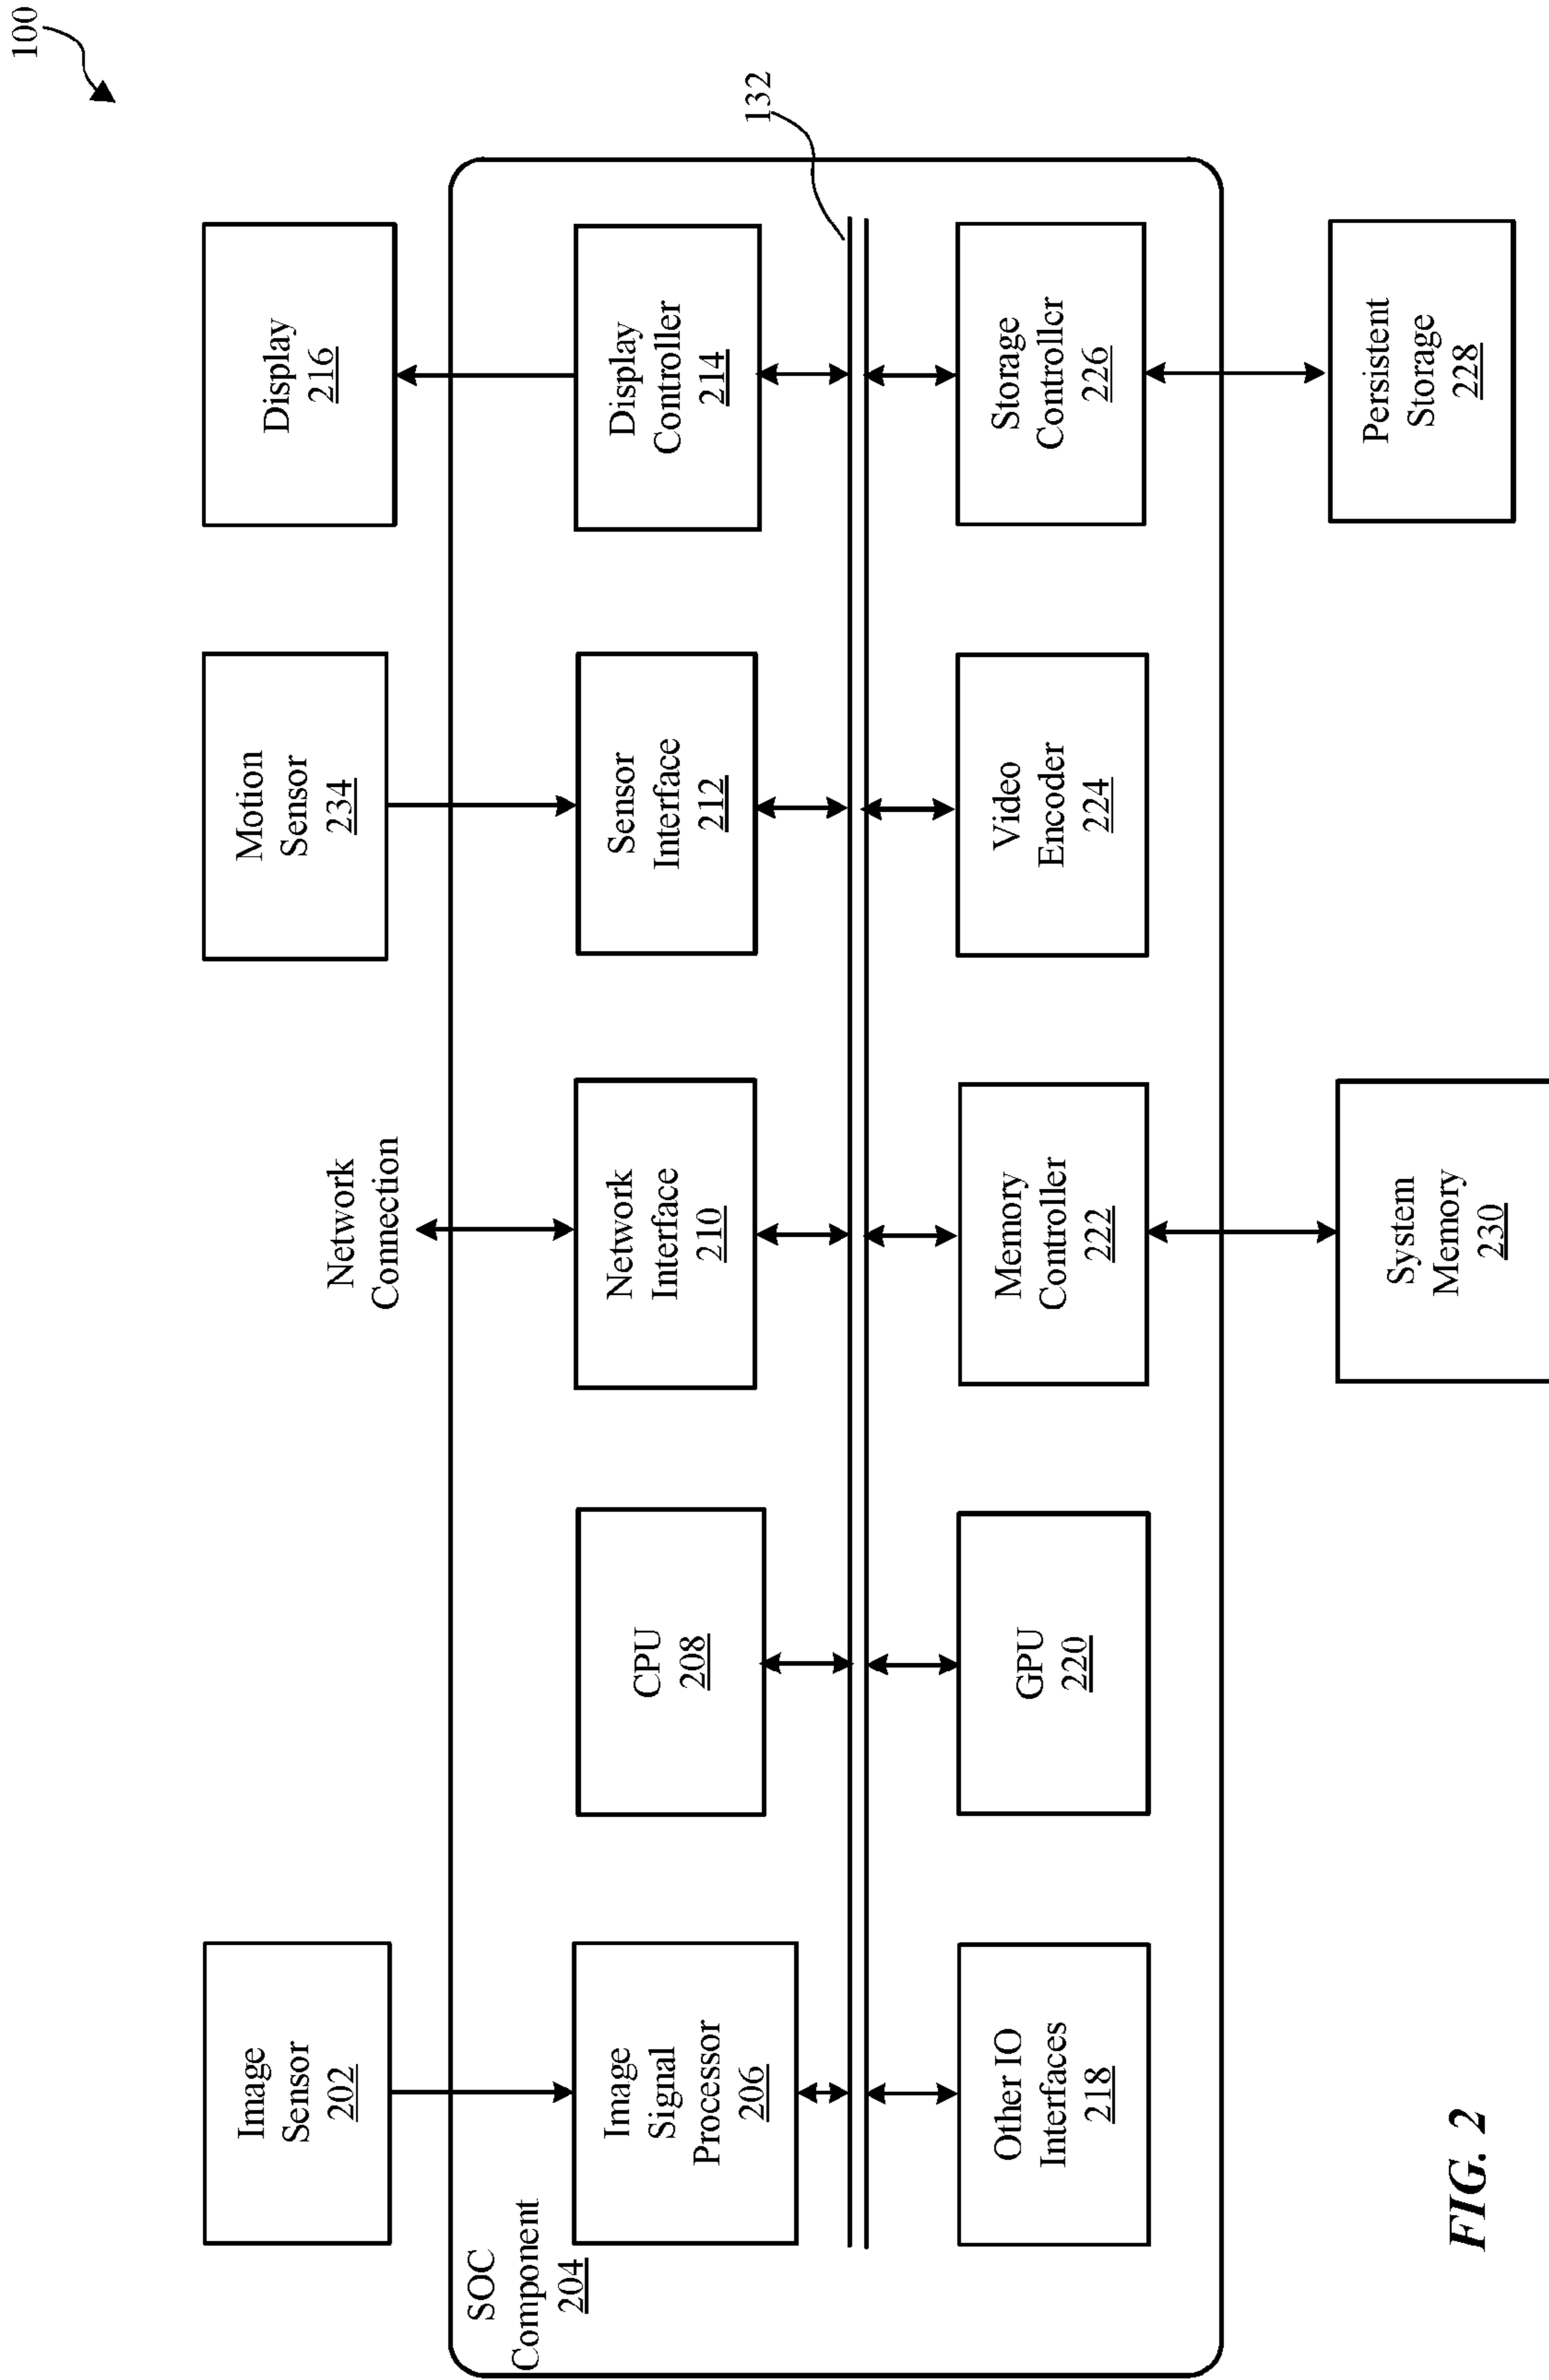 100
Image
Sensor
202
Motion
Sensor
234
Display
216
Network
Connection
SOC
Component
204
Image
Signal
Processor
206
CPU
208
Network
Interface
210
Sensor
Interface
212
Display
Controller
214
132
Other IO
Interfaces
218
GPU
220
Memory
Controller
222
Video
Encoder
224
Storage
Controller
226
System
Memory
230
Persistent
Storage
228
FIG. 2